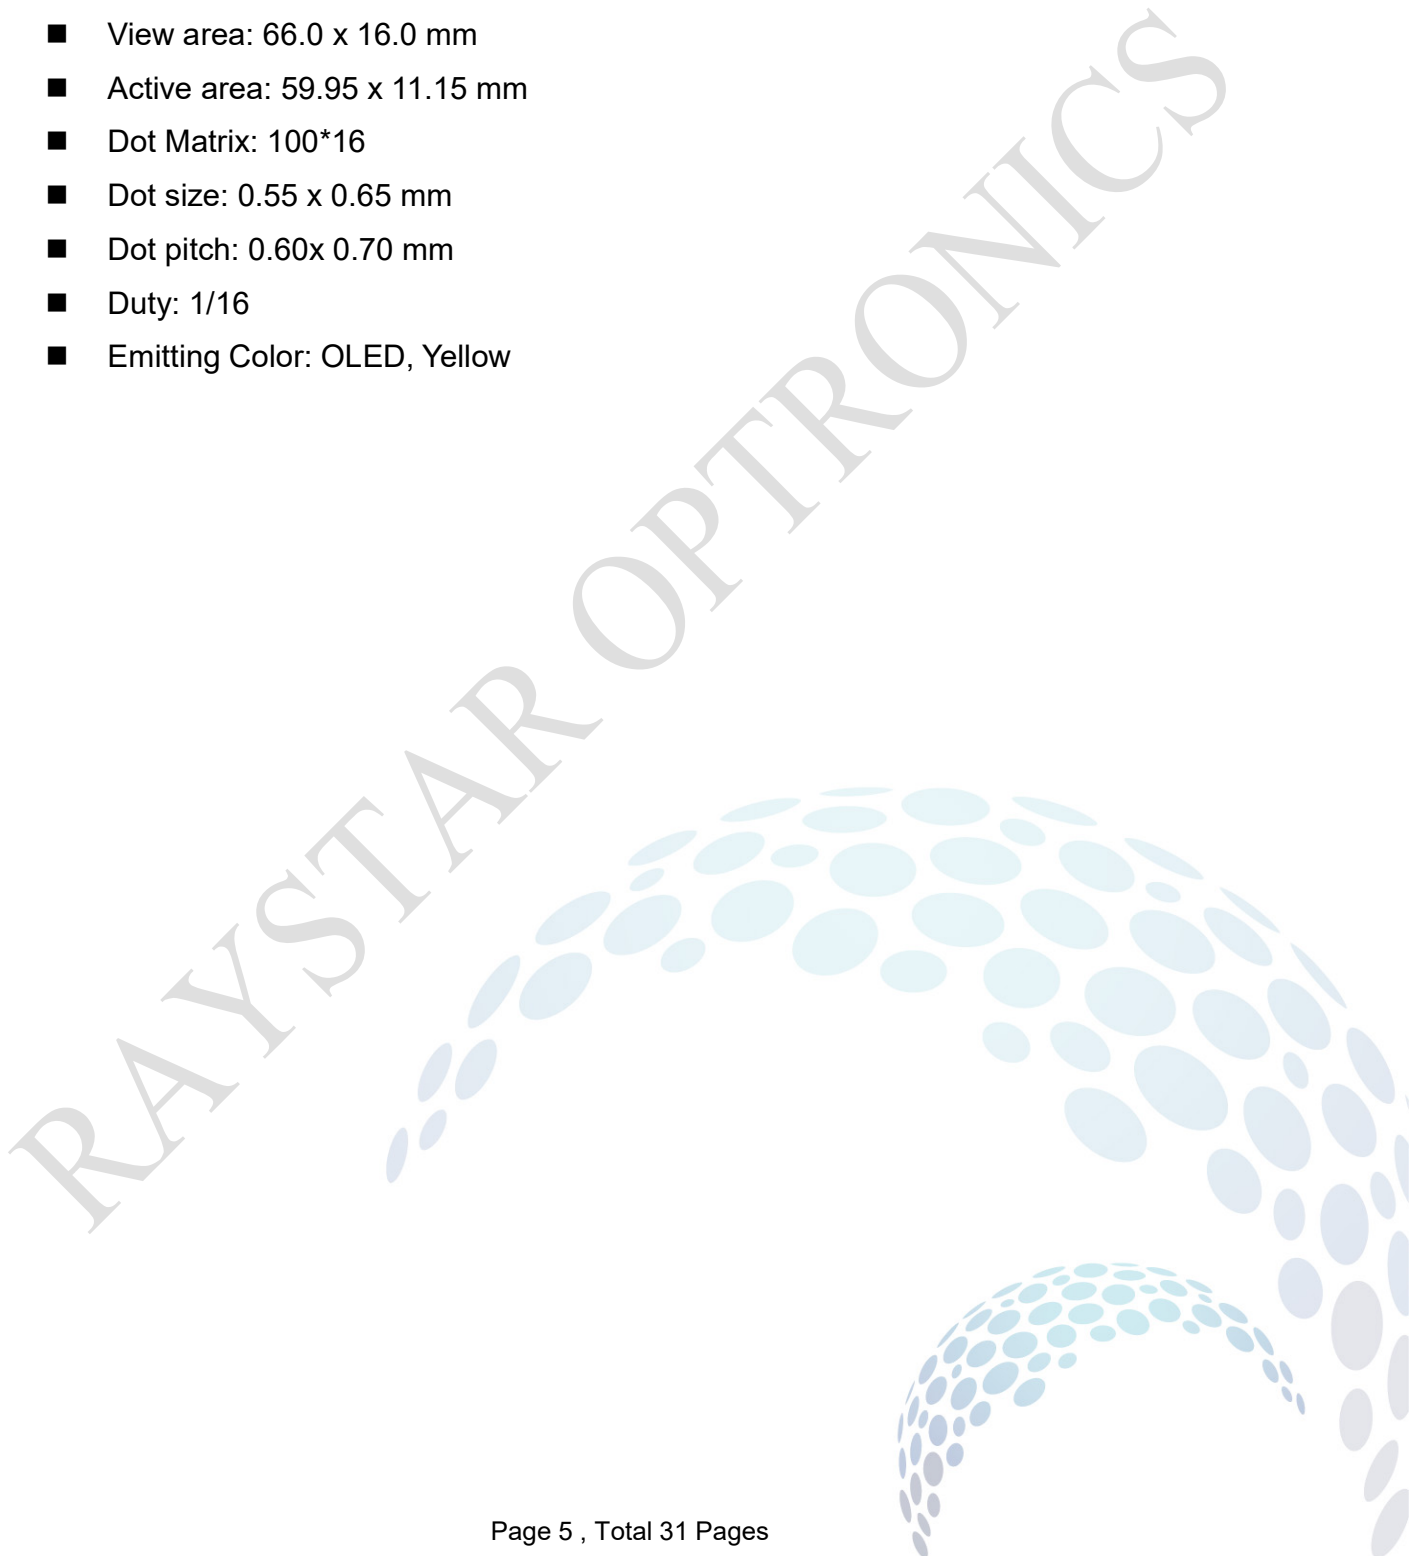 ■ View area: 66.0 x 16.0 mm
■ Active area: 59.95 x 11.15 mm
■ Dot Matrix: 100*16
■ Dot size: 0.55 x 0.65 mm
■ Dot pitch: 0.60x 0.70 mm
■ Duty: 1/16
■ Emitting Color: OLED, Yellow
RAYSTAR OPTRONICS
Page 5 , Total 31 Pages